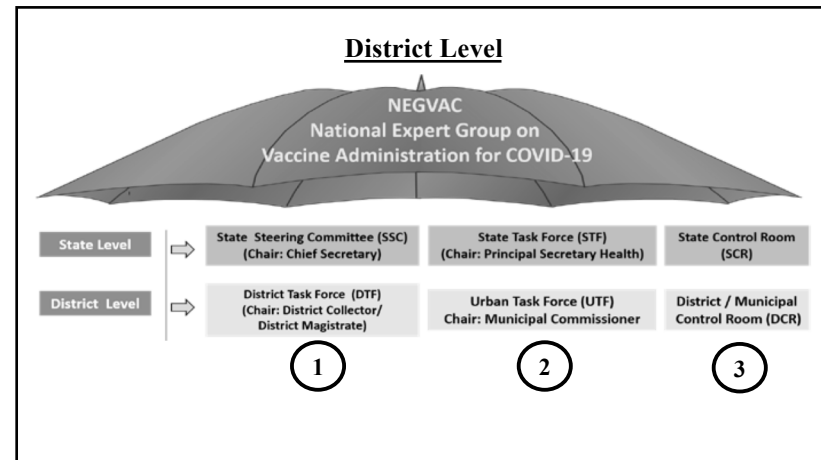 District Level
NEGVAC
National Expert Group on
Vaccine Administration for COVID-19
State Level
State Steering Committee (SSC)
(Chair: Chief Secretary)
State Task Force (STF)
(Chair: Principal Secretary Health)
State Control Room
(SCR)
District Level
District Task Force (DTF)
(Chair: District Collector/
District Magistrate)
Urban Task Force (UTF)
Chair: Municipal Commissioner
District / Municipal
Control Room (DCR)
1
2
3